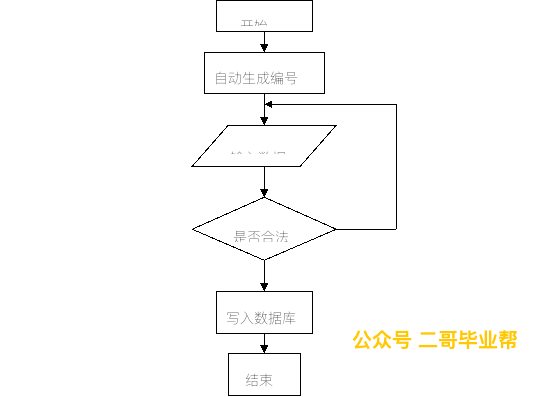 开始
自动生成编号
输入数据
是否合法
写入数据库
结束
公众号 二哥毕业帮